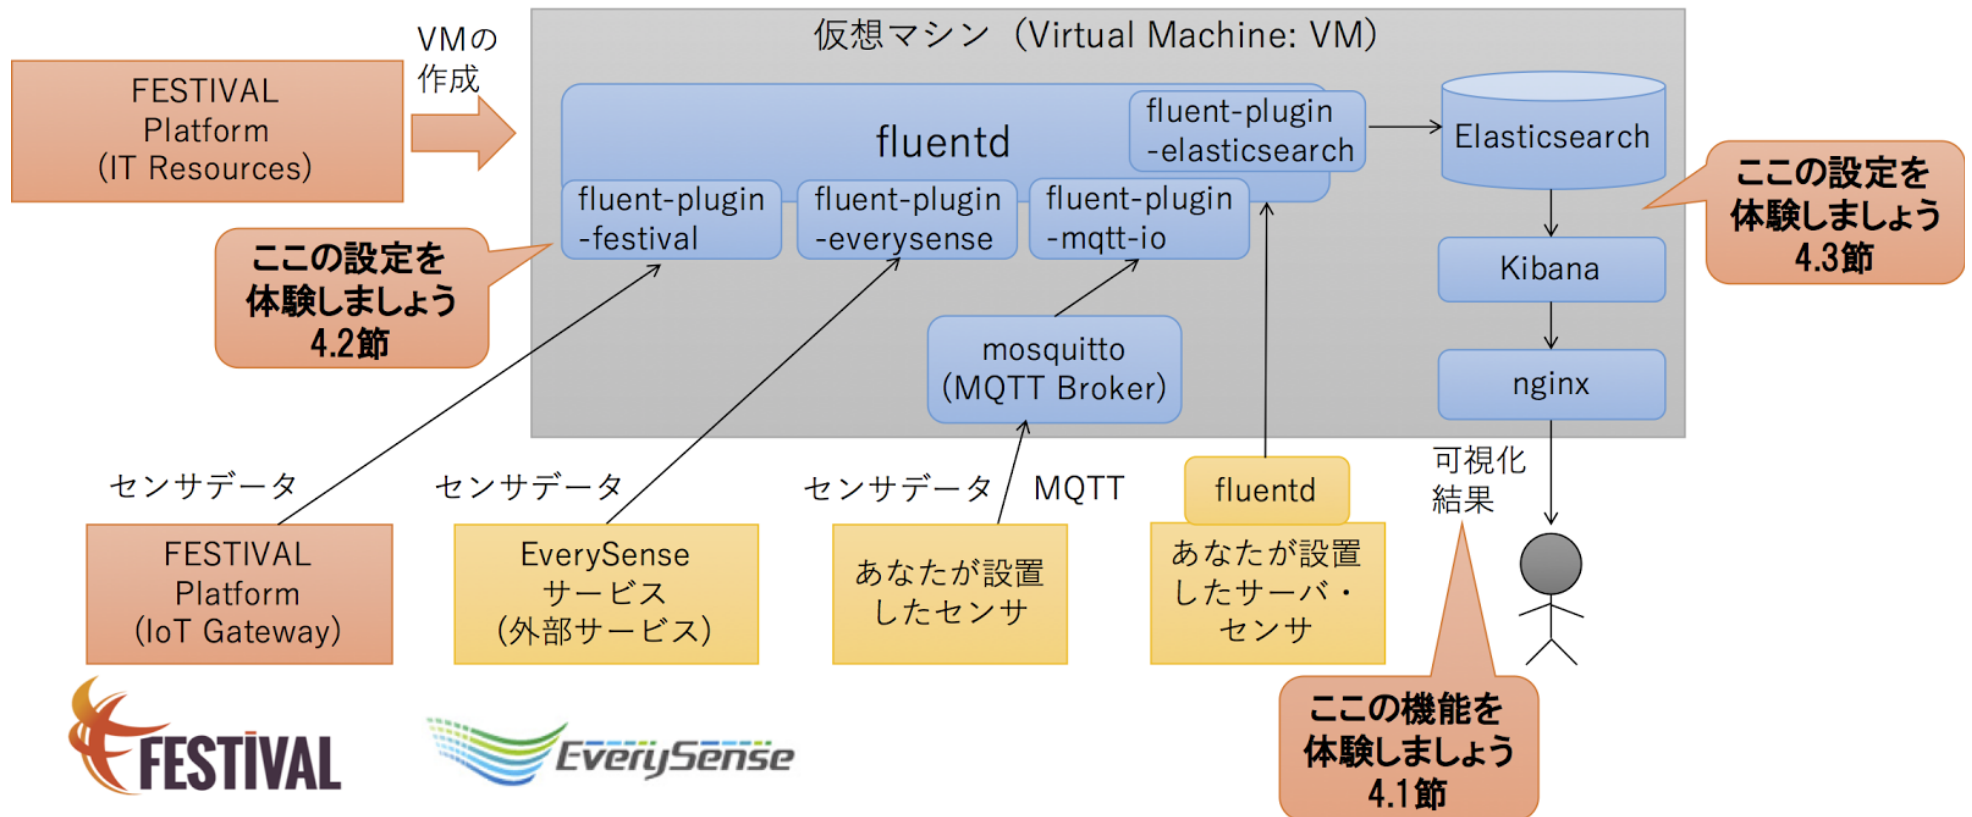 仮想マシン（Virtual Machine: VM）
VMの
作成
FESTIVAL
Platform
(IT Resources)
fluentd
fluent-plugin
-elasticsearch
Elasticsearch
ここの設定を
体験しましょう
4.3節
fluent-plugin
-festival
fluent-plugin
-everysense
fluent-plugin
-mqtt-io
ここの設定を
体験しましょう
4.2節
Kibana
mosquitto
(MQTT Broker)
nginx
センサデータ
センサデータ
センサデータ
MQTT
fluentd
可視化
結果
FESTIVAL
Platform
(IoT Gateway)
EverySense
サービス
(外部サービス)
あなたが設置
したセンサ
あなたが設置
したサーバ・
センサ
FESTIVAL
EverySense
ここの機能を
体験しましょう
4.1節